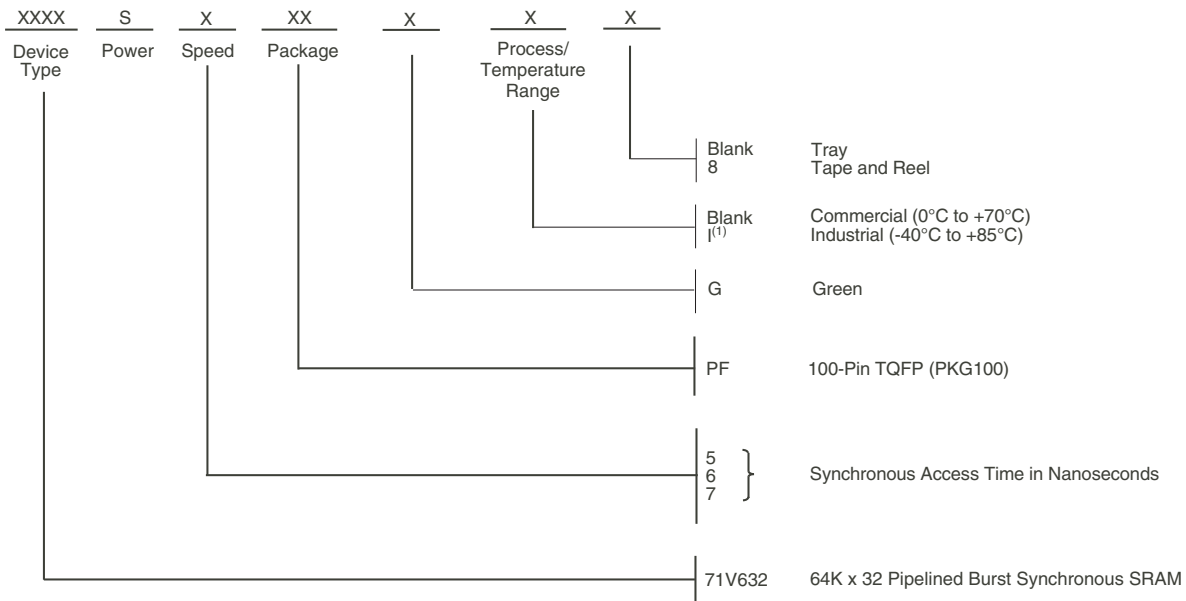 XXXX S X XX X X X
Device Type Power Speed Package Process/ Temperature Range
Blank Tray
8 Tape and Reel
Blank Commercial (0°C to +70°C)
I(1) Industrial (-40°C to +85°C)
G Green
PF 100-Pin TQFP (PKG100)
5
6 Synchronous Access Time in Nanoseconds
7
71V632 64K x 32 Pipelined Burst Synchronous SRAM